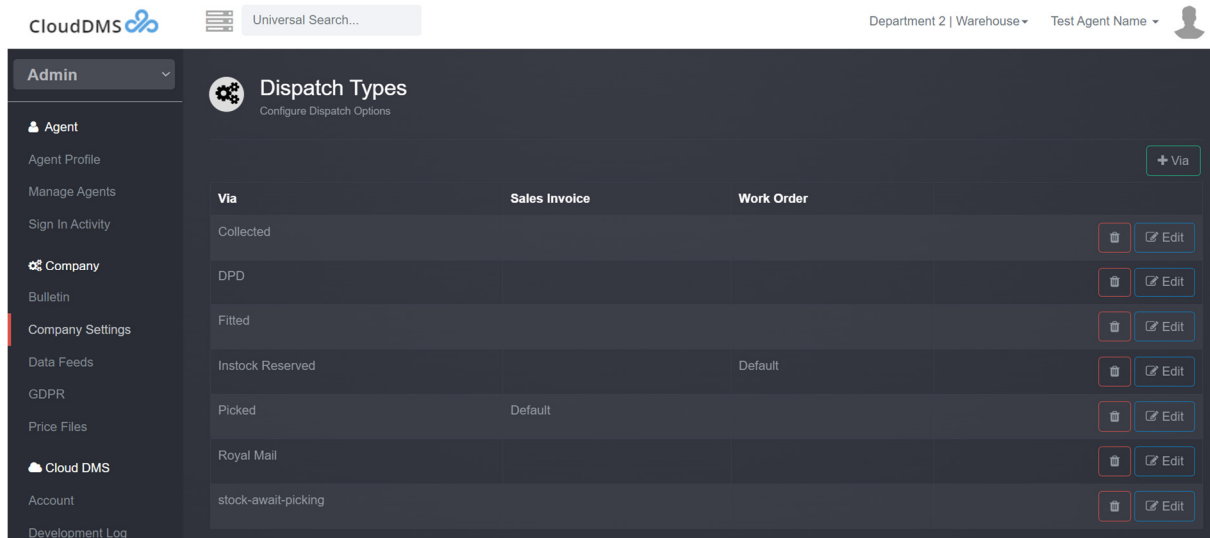 CloudDMS
Universal Search...
Department 2 | Warehouse
Test Agent Name
Admin
Agent
Agent Profile
Manage Agents
Sign In Activity
Company
Bulletin
Company Settings
Data Feeds
GDPR
Price Files
Cloud DMS
Account
Development Log
Dispatch Types
Configure Dispatch Options
+ Via
Via Sales Invoice Work Order
Collected Edit
DPD Edit
Fitted Edit
Instock Reserved Default Edit
Picked Default Edit
Royal Mail Edit
stock-await-picking Edit